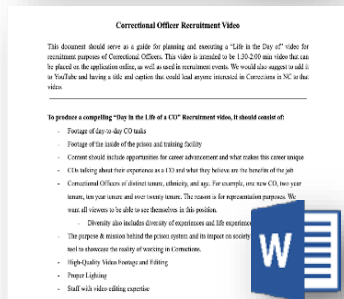 Correctional Officer Recruitment Video
This document should serve as a guide for planning and executing a "Life in the Day of" video for
recruitment purposes of Correctional Officers. This video is intended to be 1:30-2:00 min video that can
be placed on the application online, as well as used in recruitment events. We would also suggest to add it
to YouTube and having a title and caption that could lead anyone interested in Corrections in NC to that
video.
To produce a compelling "Day in the Life of a CO" Recruitment video, it should consist of:
- Footage of day-to-day CO tasks
- Footage of the inside of the prison and training facility
- Content should include opportunities for career advancement and what makes this career unique
- COs talking about their experience as a CO and what they believe are the benefits of the job
- Correctional Officers of distinct tenure, ethnicity, and age. For example, one new CO, two year
tenure, ten year tenure and over twenty tenure. The reason is for representation purposes. We
want all viewers to be able to see themselves in this position.
- Diversity also includes diversity of experiences and life experience
- The purpose & mission behind the prison system and its impact on society
tool to showcase the reality of working in Corrections.
- High-Quality Video Footage and Editing
- Proper Lighting
- Staff with video editing expertise
W